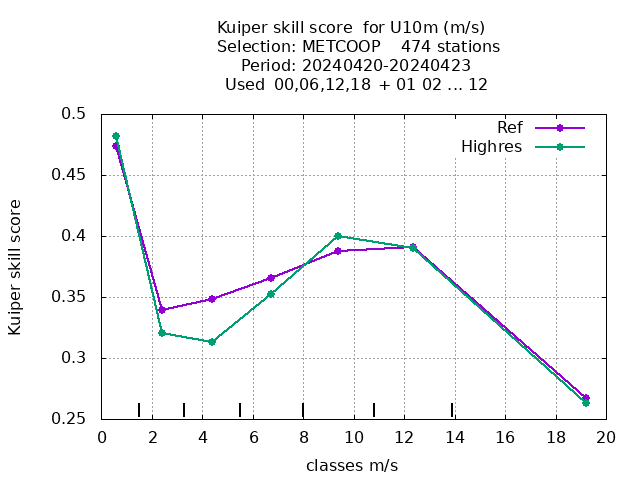 Kuiper skill score  for U10m (m/s)
Selection: METCOOP    474 stations
Period: 20240420-20240423
Used  00,06,12,18 + 01 02 ... 12
Ref
Highres
0.5
0.45
0.4
0.35
0.3
0.25
Kuiper skill score
0 2 4 6 8 10 12 14 16 18 20
classes m/s